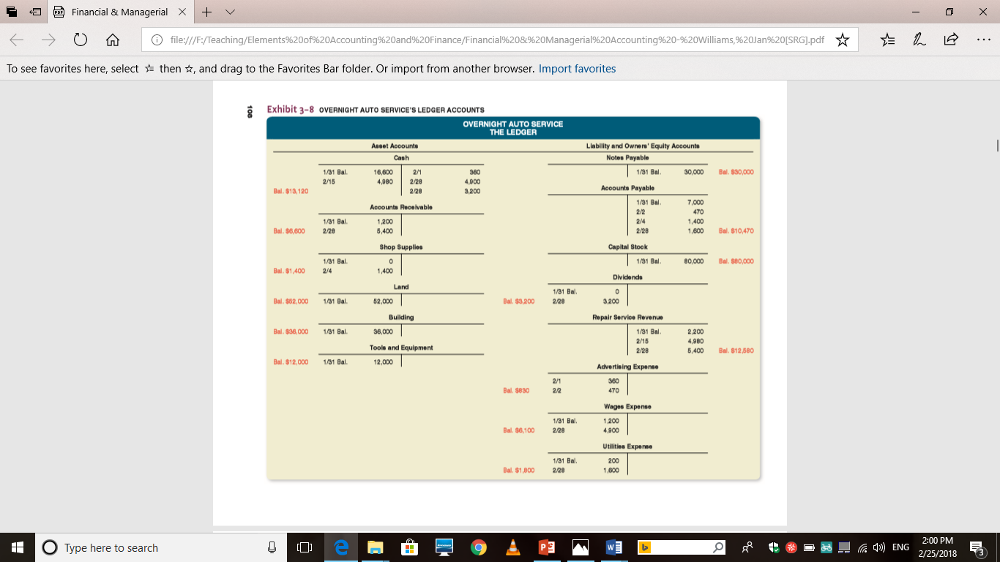 Financial & Managerial
file:///F:/Teaching/Elements%20of%20Accounting%20and%20Finance/Financial%20&%20Managerial%20Accounting%20-%20Williams,%20Jan%20[SRG].pdf
To see favorites here, select then , and drag to the Favorites Bar folder. Or import from another browser. Import favorites
106
Exhibit 3-8 OVERNIGHT AUTO SERVICE'S LEDGER ACCOUNTS
OVERNIGHT AUTO SERVICE
THE LEDGER
Asset Accounts
Cash
1/31 Bal. 16,600 2/1 360
2/15 4,980 2/28 4,900
Bal. $13,120 2/28 3,200
Accounts Receivable
1/31 Bal. 1,200
Bal. $6,600 2/28 5,400
Shop Supplies
1/31 Bal. 0
Bal. $1,400 2/4 1,400
Land
Bal. $52,000 1/31 Bal. 52,000
Building
Bal. $36,000 1/31 Bal. 36,000
Tools and Equipment
Bal. $12,000 1/31 Bal. 12,000
Liability and Owners' Equity Accounts
Notes Payable
1/31 Bal. 30,000 Bal. $30,000
Accounts Payable
1/31 Bal. 7,000
2/2 470
2/4 1,400
2/28 1,600 Bal. $10,470
Capital Stock
1/31 Bal. 80,000 Bal. $80,000
Dividends
1/31 Bal. 0
Bal. $3,200 2/28 3,200
Repair Service Revenue
1/31 Bal. 2,200
2/15 4,980
2/28 5,400 Bal. $12,580
Advertising Expense
2/1 360
Bal. $830 2/2 470
Wages Expense
1/31 Bal. 1,200
Bal. $6,100 2/28 4,900
Utilities Expense
1/31 Bal. 200
Bal. $1,800 2/28 1,600
Type here to search
ENG
2:00 PM
2/25/2018
3